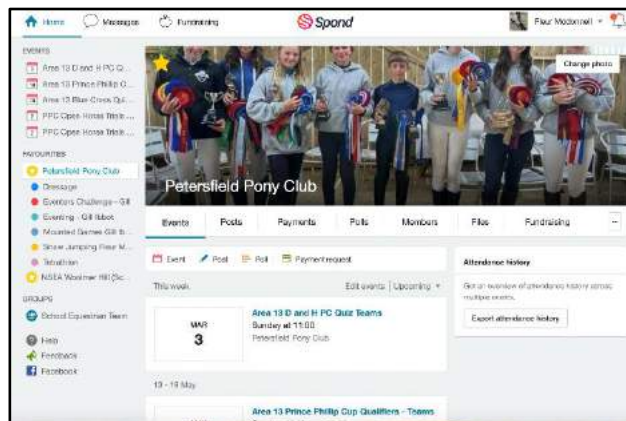 Home
Messages
Fundraising
Spond
Fleur Mcdonnell
Change photo
EVENTS
Area 13 D and H PC Q...
Area 13 Prince Phillip C...
Area 13 Blue Cross Qu...
PPC Open Horse Trials ...
PPC Open Horse Trials ...
FAVOURITES
Petersfield Pony Club
Dressage
Eventers Challenge - Gill
Eventing - Gill
Mounted Games Gill
Show Jumping Fleur M...
Tetrathlon
NSEA Woolmer Hill (Sc...
GROUPS
School Equestrian Team
Help
Feedback
Facebook
Petersfield Pony Club
Events
Posts
Payments
Polls
Members
Files
Fundraising
...
Event
Post
Poll
Payment request
This week
Edit events
Upcoming
MAR
3
Area 13 D and H PC Quiz Teams
Sunday at 11:00
Petersfield Pony Club
13 - 19 May
Area 13 Prince Phillip Cup Qualifiers - Teams
Attendance history
Get an overview of attendance history across
multiple events.
Export attendance history